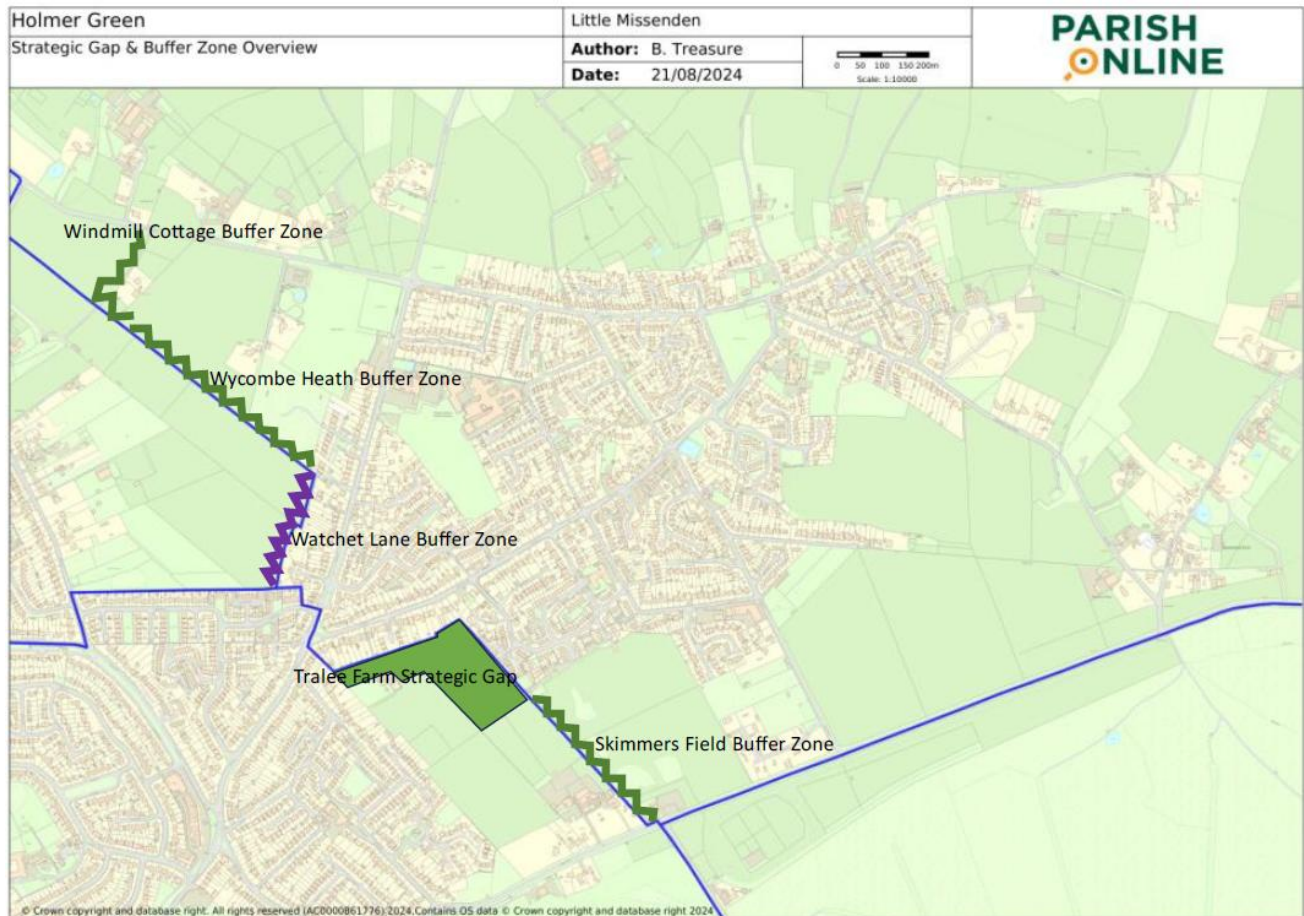 Holmer Green
Strategic Gap & Buffer Zone Overview
Little Missenden
Author: B. Treasure
Date: 21/08/2024
0 50 100 150 200m
Scale: 1:10000
PARISH
ONLINE
Windmill Cottage Buffer Zone
Wycombe Heath Buffer Zone
Watchet Lane Buffer Zone
Tralee Farm Strategic Gap
Skimmers Field Buffer Zone
© Crown copyright and database right. All rights reserved (AC0000861776) 2024.Contains OS data © Crown copyright and database right 2024